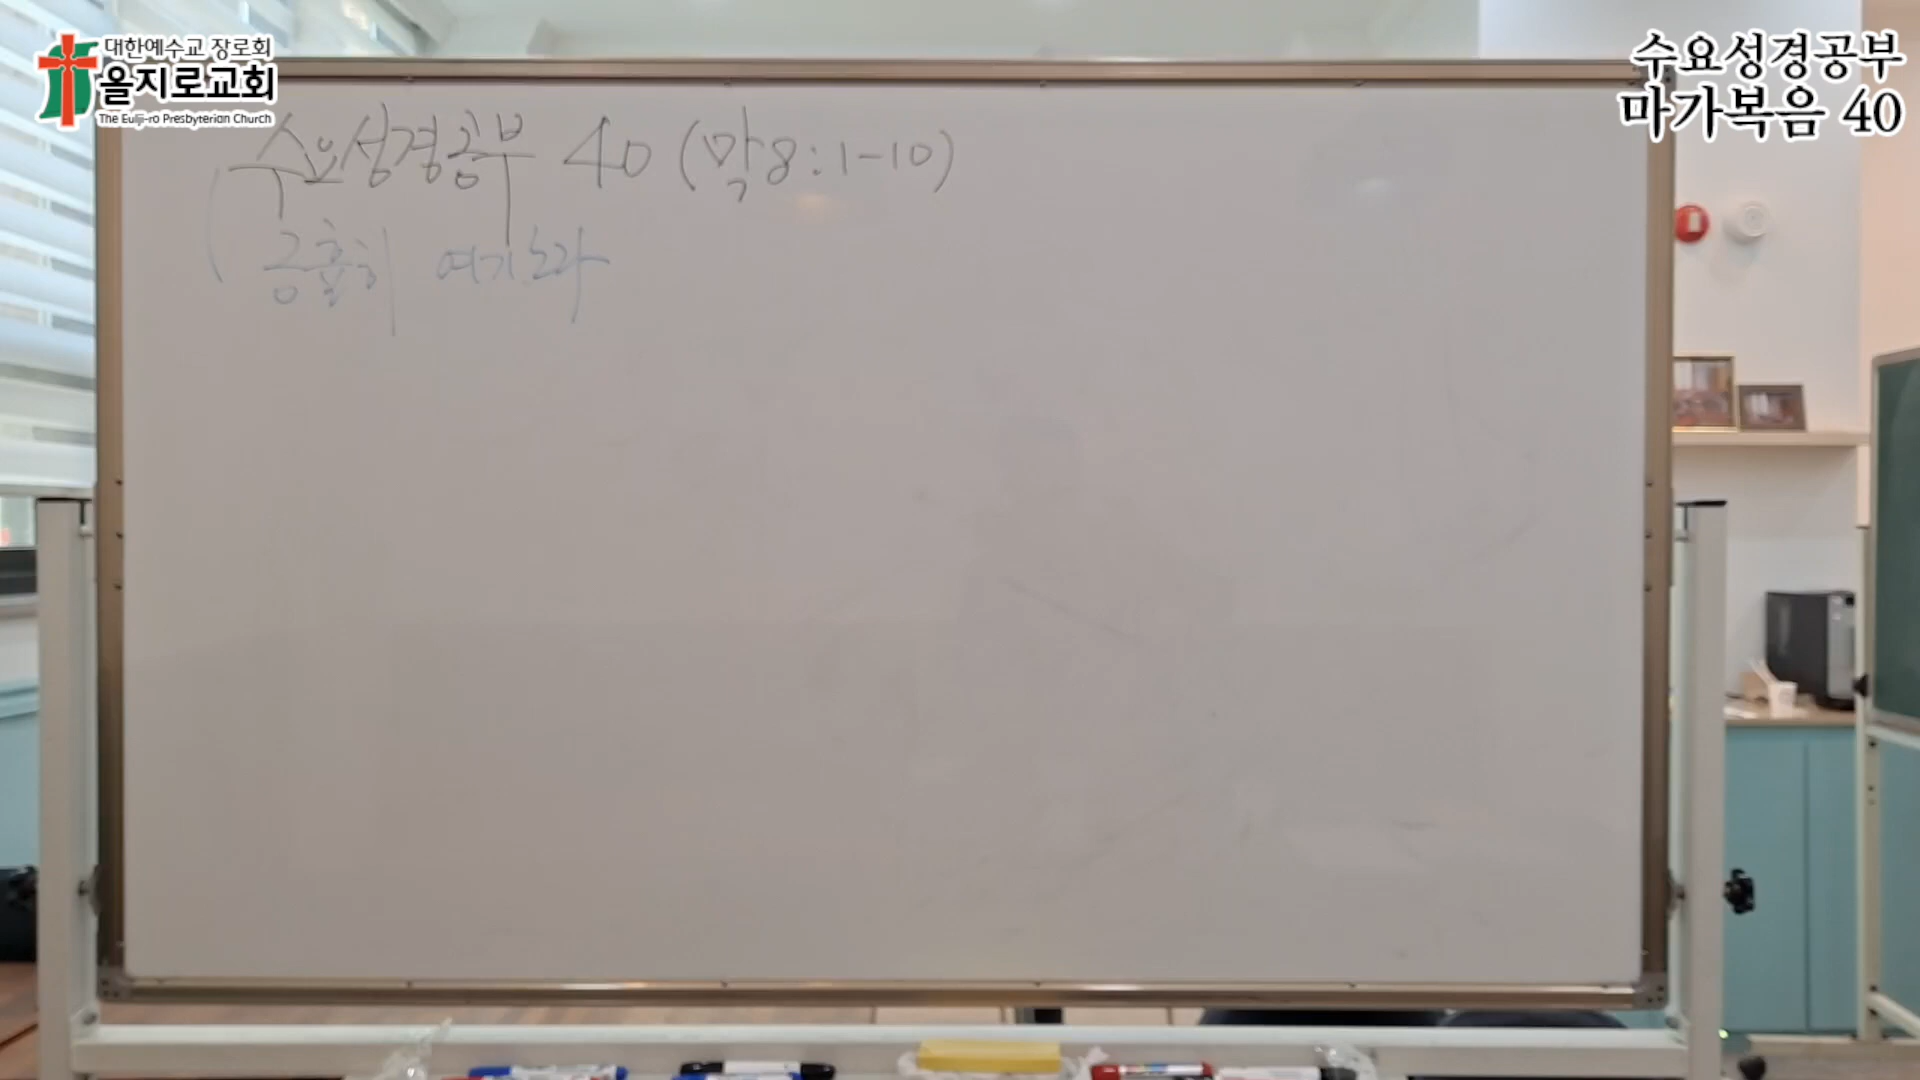 대한예수교 장로회
을지로교회
The Eulji-ro Presbyterian Church
수요성경공부
마가복음 40
수요성경공부 40 (막8:1-10)
긍휼히 여기노라